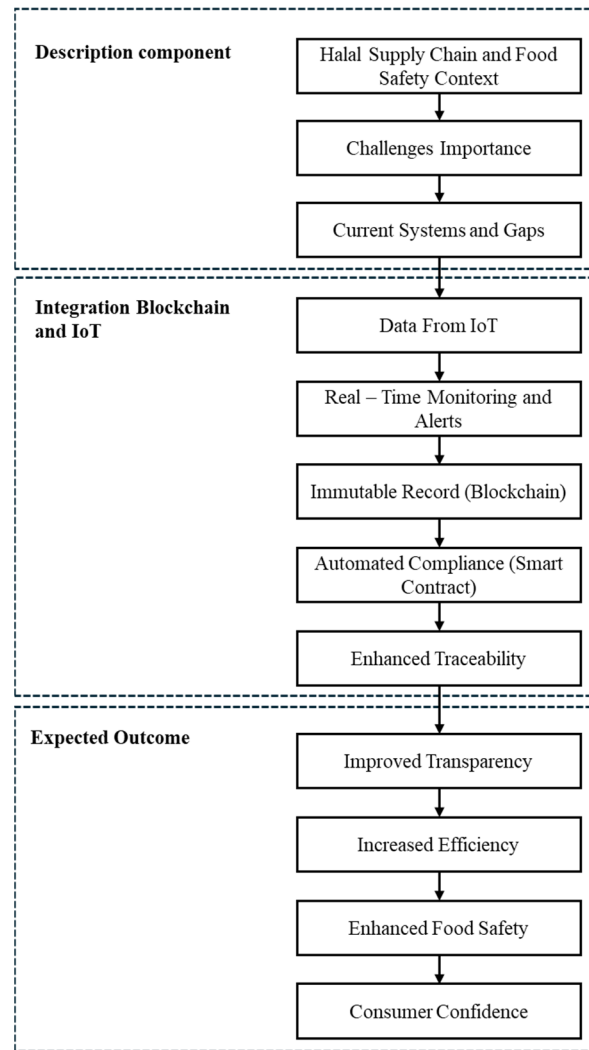 Description component
Halal Supply Chain and Food
Safety Context
Challenges Importance
Current Systems and Gaps
Integration Blockchain
and IoT
Data From IoT
Real – Time Monitoring and
Alerts
Immutable Record (Blockchain)
Automated Compliance (Smart
Contract)
Enhanced Traceability
Expected Outcome
Improved Transparency
Increased Efficiency
Enhanced Food Safety
Consumer Confidence